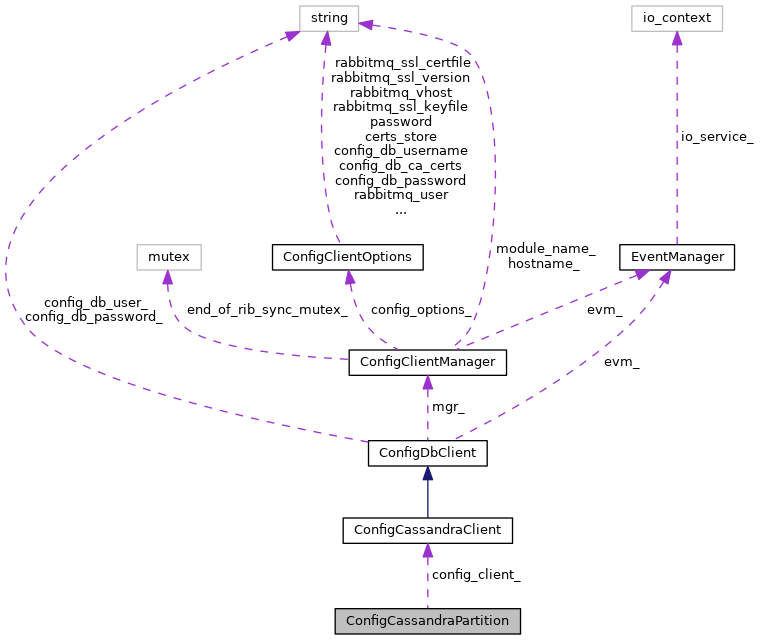 string
io_context
rabbitmq_ssl_certfile
rabbitmq_ssl_version
rabbitmq_vhost
rabbitmq_ssl_keyfile
password
certs_store
config_db_username
config_db_ca_certs
config_db_password
rabbitmq_user
...
io_service_
mutex
ConfigClientOptions
module_name_
hostname_
EventManager
config_db_user_
config_db_password_
end_of_rib_sync_mutex_
config_options_
evm_
ConfigClientManager
evm_
mgr_
ConfigDbClient
ConfigCassandraClient
config_client_
ConfigCassandraPartition